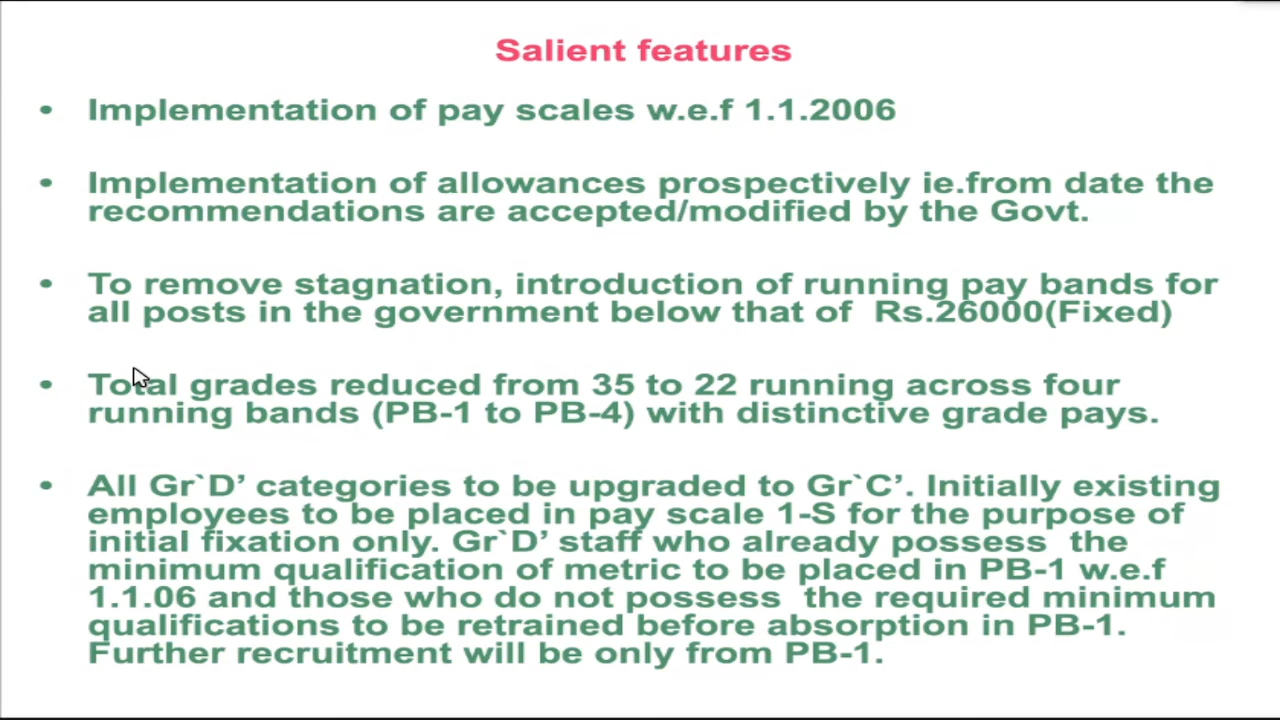 Salient features
• Implementation of pay scales w.e.f 1.1.2006
• Implementation of allowances prospectively ie.from date the
recommendations are accepted/modified by the Govt.
• To remove stagnation, introduction of running pay bands for
all posts in the government below that of  Rs.26000(Fixed)
• Total grades reduced from 35 to 22 running across four
running bands (PB-1 to PB-4) with distinctive grade pays.
• All Gr`D’ categories to be upgraded to Gr`C’. Initially existing
employees to be placed in pay scale 1-S for the purpose of
initial fixation only. Gr`D’ staff who already possess  the
minimum qualification of metric to be placed in PB-1 w.e.f
1.1.06 and those who do not possess  the required minimum
qualifications to be retrained before absorption in PB-1.
Further recruitment will be only from PB-1.